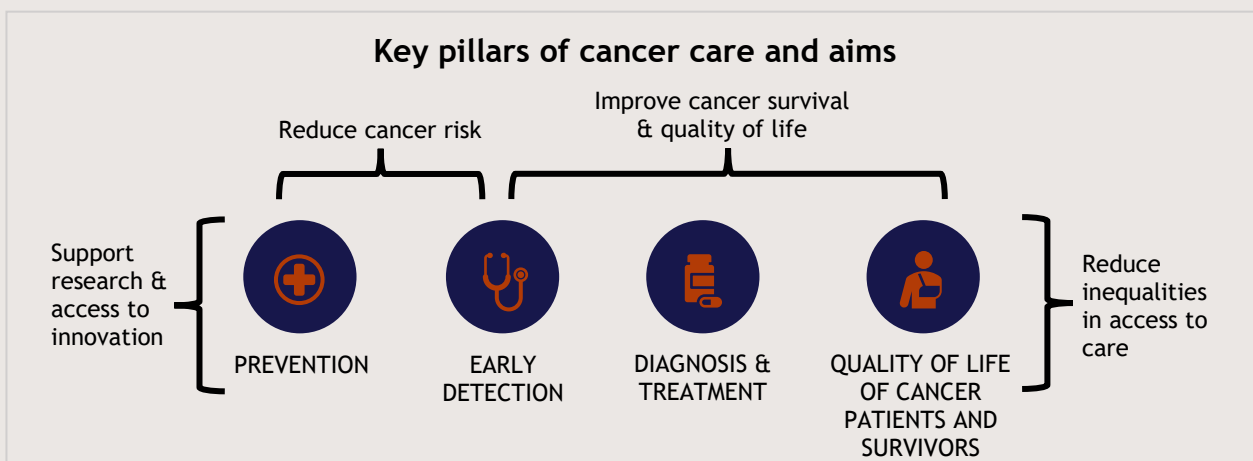 Key pillars of cancer care and aims
Improve cancer survival
& quality of life
Reduce cancer risk
Support
research &
access to
innovation
Reduce
inequalities
in access to
care
PREVENTION
EARLY
DETECTION
DIAGNOSIS &
TREATMENT
QUALITY OF LIFE
OF CANCER
PATIENTS AND
SURVIVORS